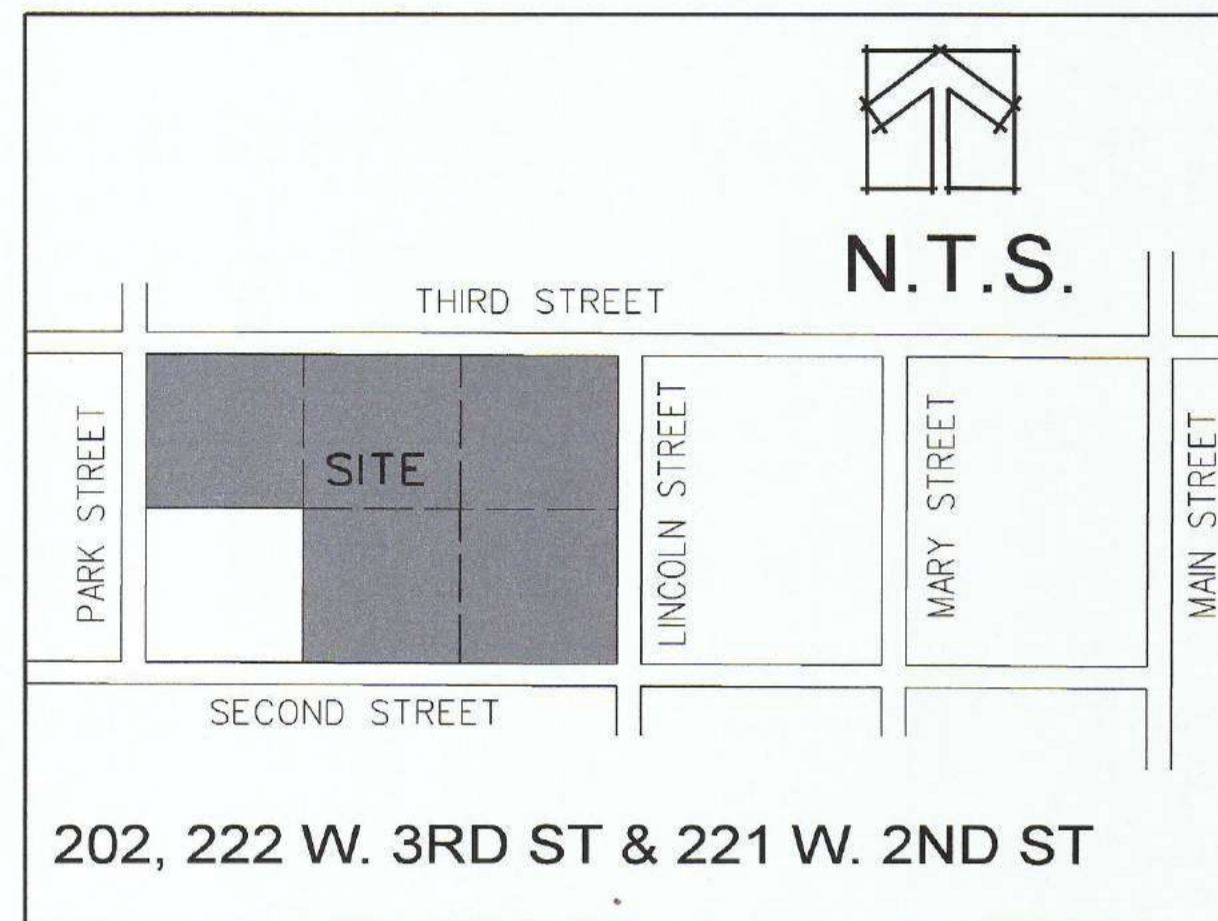 N.T.S.
THIRD STREET
PARK STREET
SITE
LINCOLN STREET
MARY STREET
MAIN STREET
SECOND STREET
202, 222 W. 3RD ST & 221 W. 2ND ST